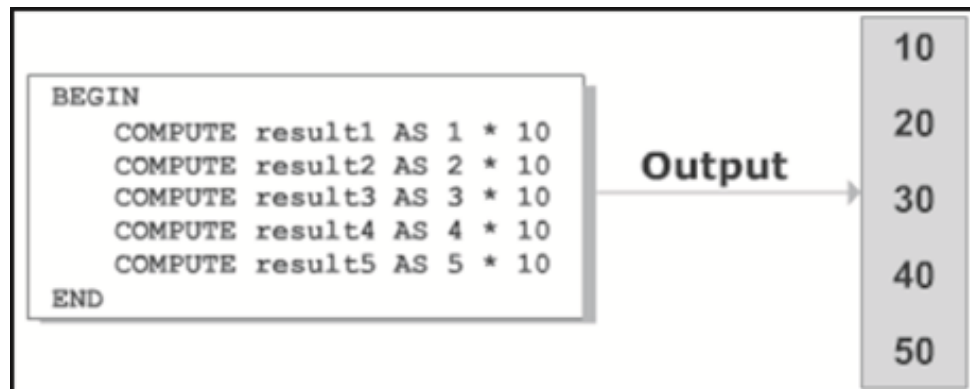 BEGIN
COMPUTE result1 AS 1 * 10
COMPUTE result2 AS 2 * 10
COMPUTE result3 AS 3 * 10
COMPUTE result4 AS 4 * 10
COMPUTE result5 AS 5 * 10
END
Output
10
20
30
40
50